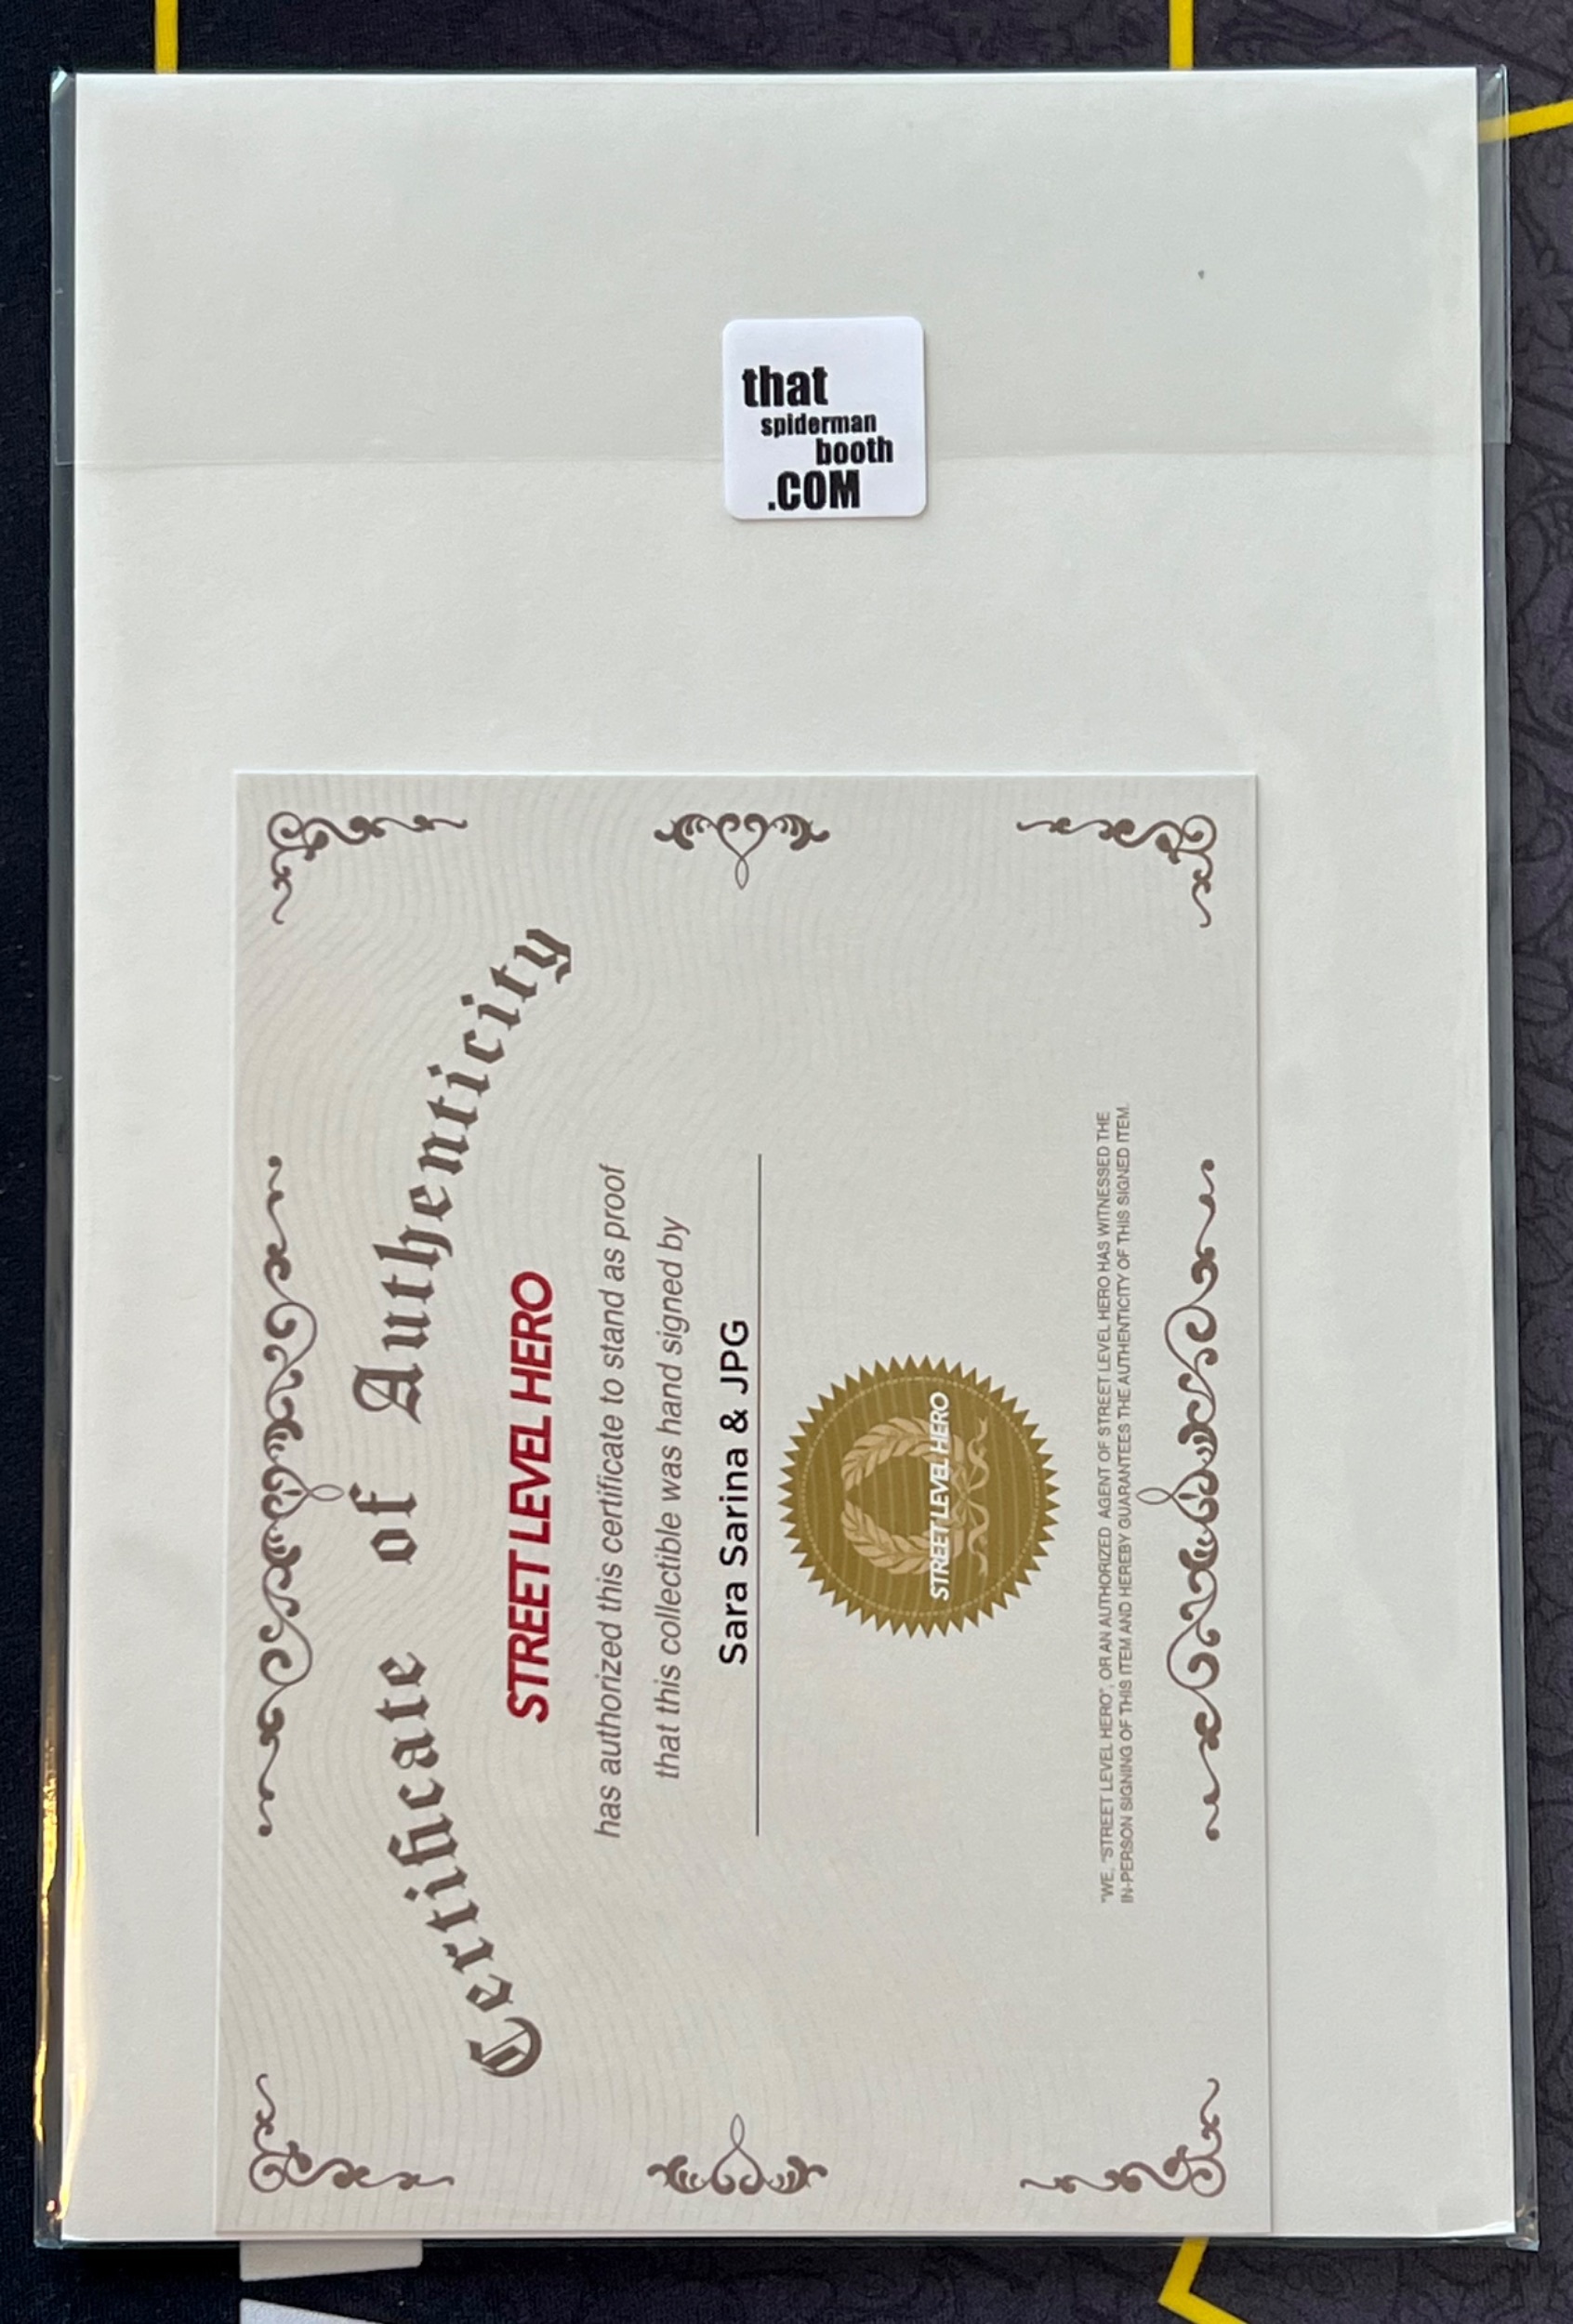 that
spiderman
booth
.COM
Certificate of Authenticity
STREET LEVEL HERO
has authorized this certificate to stand as proof
that this collectible was hand signed by
Sara Sarina & JPG
STREET LEVEL HERO
"WE, "STREET LEVEL HERO", OR AN AUTHORIZED AGENT OF STREET LEVEL HERO HAS WITNESSED THE
IN-PERSON SIGNING OF THIS ITEM AND HEREBY GUARANTEES THE AUTHENTICITY OF THIS SIGNED ITEM.